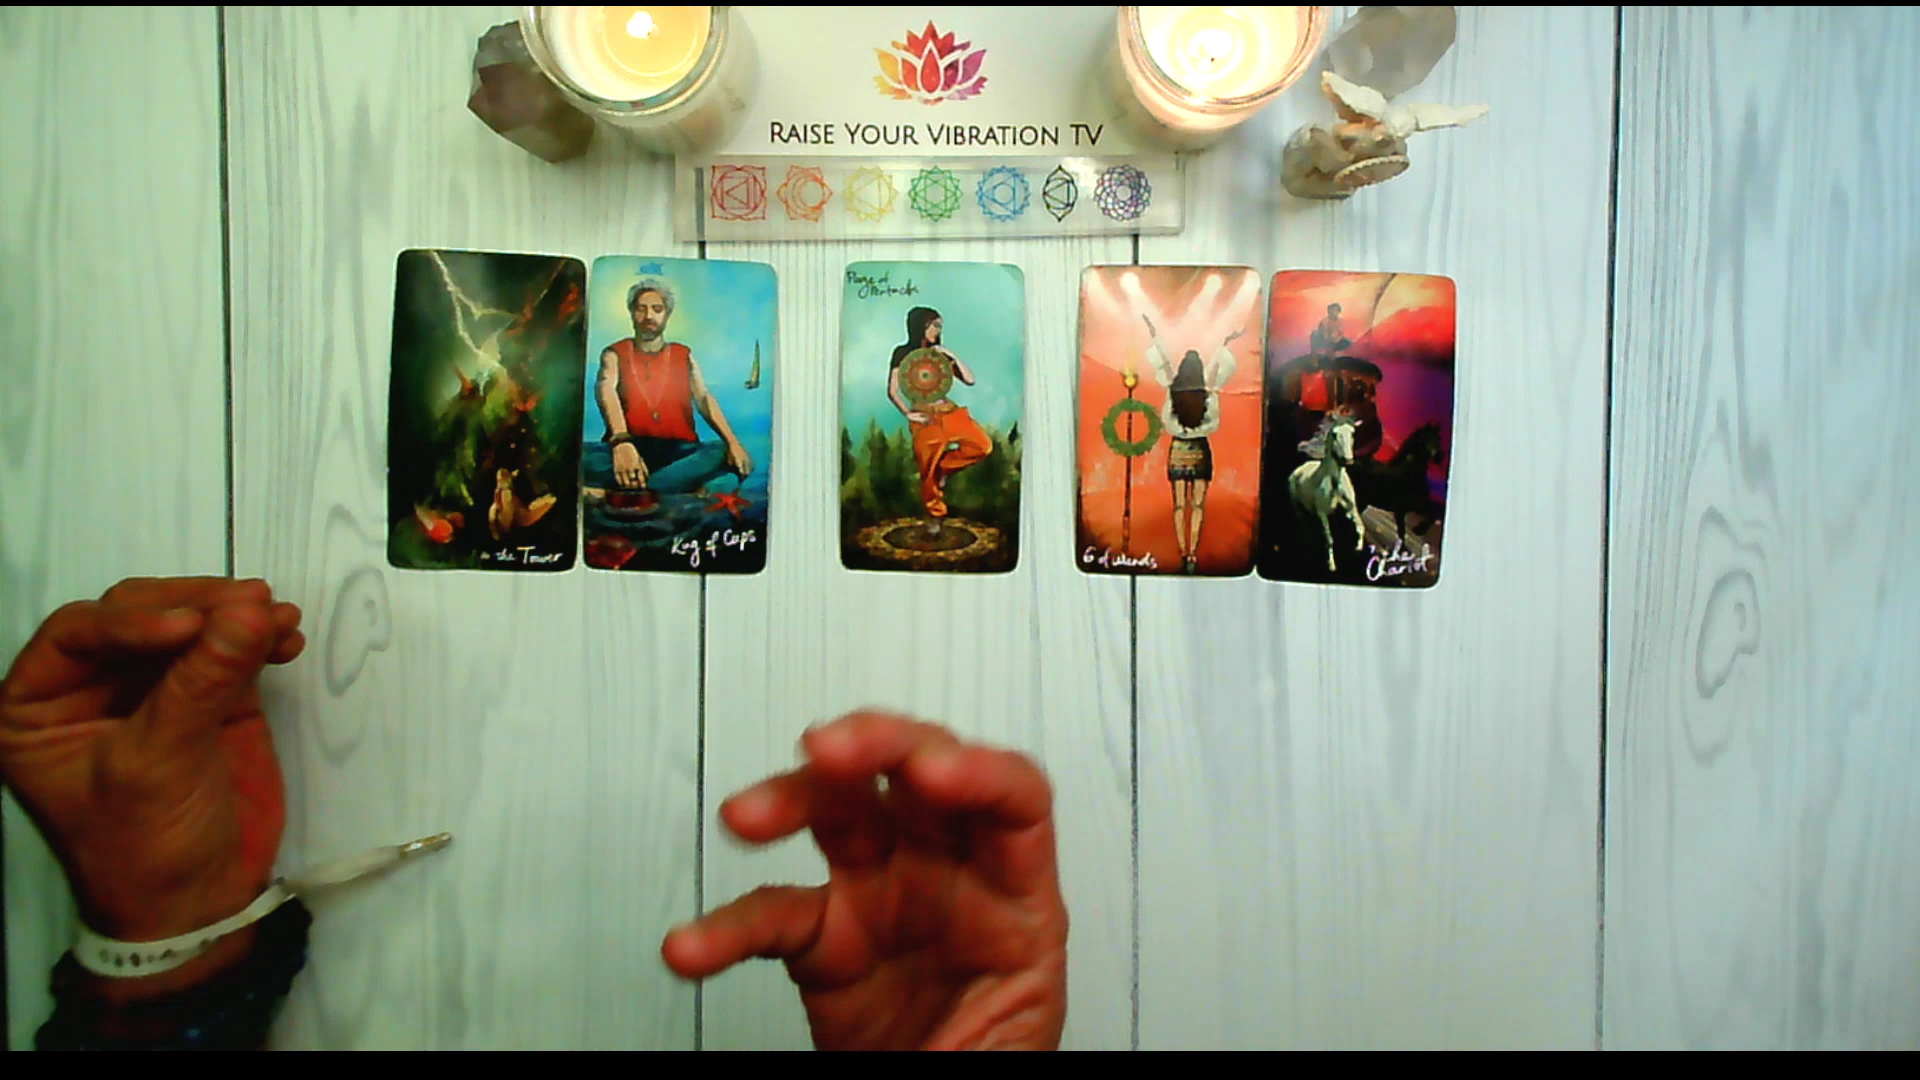 RAISE YOUR VIBRATION TV
Page of
Pentacles
the Tower
King of Cups
6 of wands
the
Chariot